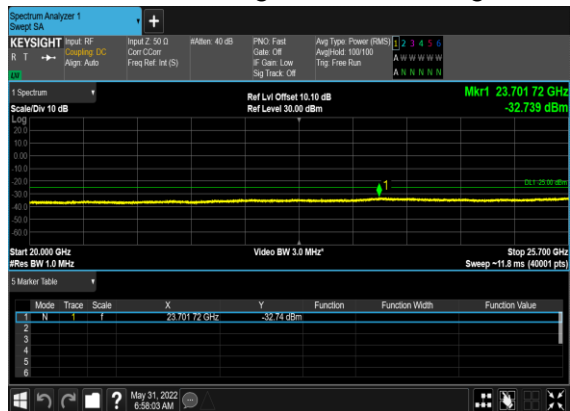 Spectrum Analyzer 1
Swept SA
+
KEYSIGHT
R T
LW
Input: RF
Coupling: DC
Align: Auto
Input Z: 50 Ω
Corr CCorr
Freq Ref: Int (S)
#Atten: 40 dB
PNO: Fast
Gate: Off
IF Gain: Low
Sig Track: Off
Avg Type: Power (RMS)
Avg|Hold: 100/100
Trig: Free Run
1 2 3 4 5 6
A W W W W W
A N N N N N
1 Spectrum
Scale/Div 10 dB
Ref Lvl Offset 10.10 dB
Ref Level 30.00 dBm
Mkr1 23.701 72 GHz
-32.739 dBm
Log
20.0
10.0
0.00
-10.0
-20.0
-30.0
-40.0
-50.0
-60.0
1
DL1 -25.00 dBm
Start 20.000 GHz
#Res BW 1.0 MHz
Video BW 3.0 MHz*
Stop 25.700 GHz
Sweep ~11.8 ms (40001 pts)
5 Marker Table
Mode Trace Scale X Y Function Function Width Function Value
1 N 1 f 23.701 72 GHz -32.74 dBm
2
3
4
5
6
?
May 31, 2022
6:58:03 AM